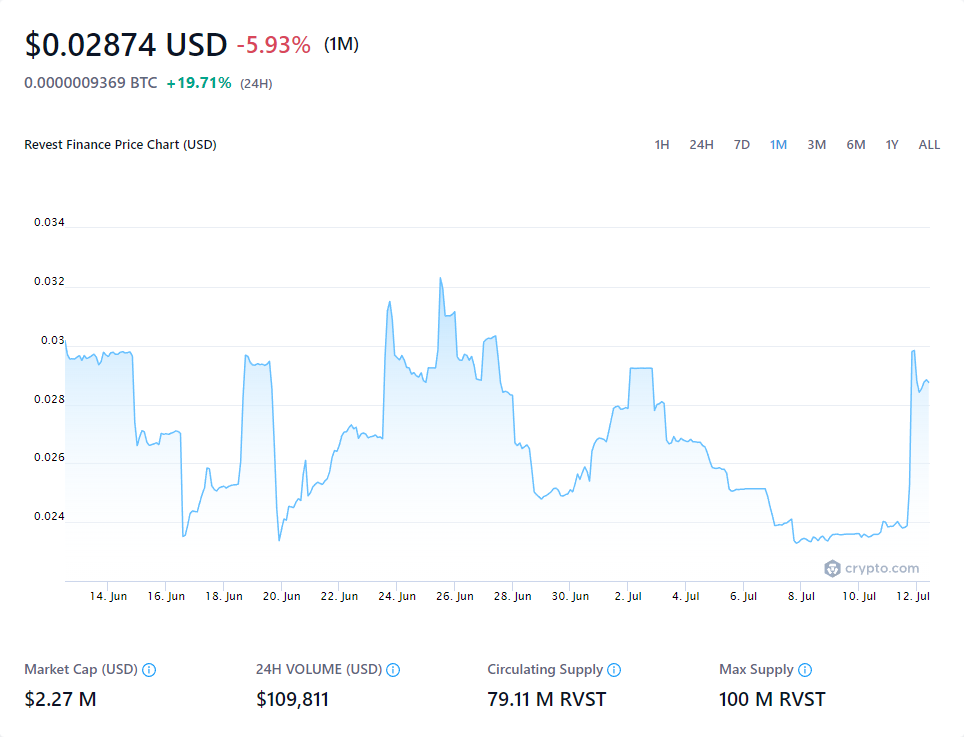 $0.02874 USD -5.93% (1M)
0.0000009369 BTC +19.71% (24H)
Revest Finance Price Chart (USD) 1H 24H 7D 1M 3M 6M 1Y ALL
0.034
0.032
0.03
0.028
0.026
0.024
crypto.com
14. Jun 16. Jun 18. Jun 20. Jun 22. Jun 24. Jun 26. Jun 28. Jun 30. Jun 2. Jul 4. Jul 6. Jul 8. Jul 10. Jul 12. Jul
Market Cap (USD) 24H VOLUME (USD) Circulating Supply Max Supply
$2.27 M $109,811 79.11 M RVST 100 M RVST